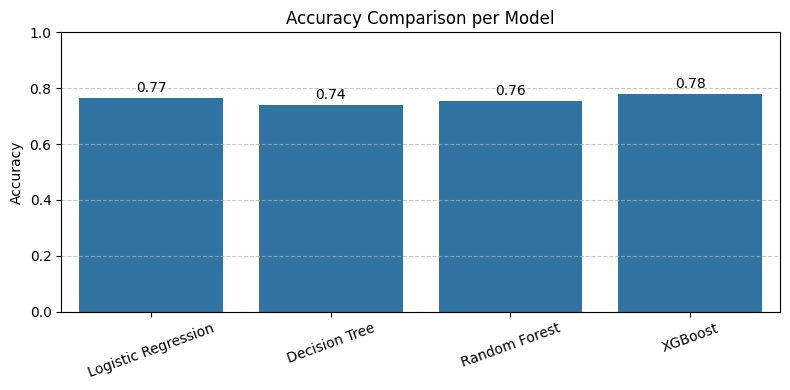 Accuracy Comparison per Model
1.0
0.8
0.6
0.4
0.2
0.0
Accuracy
0.77
0.74
0.76
0.78
Logistic Regression
Decision Tree
Random Forest
XGBoost